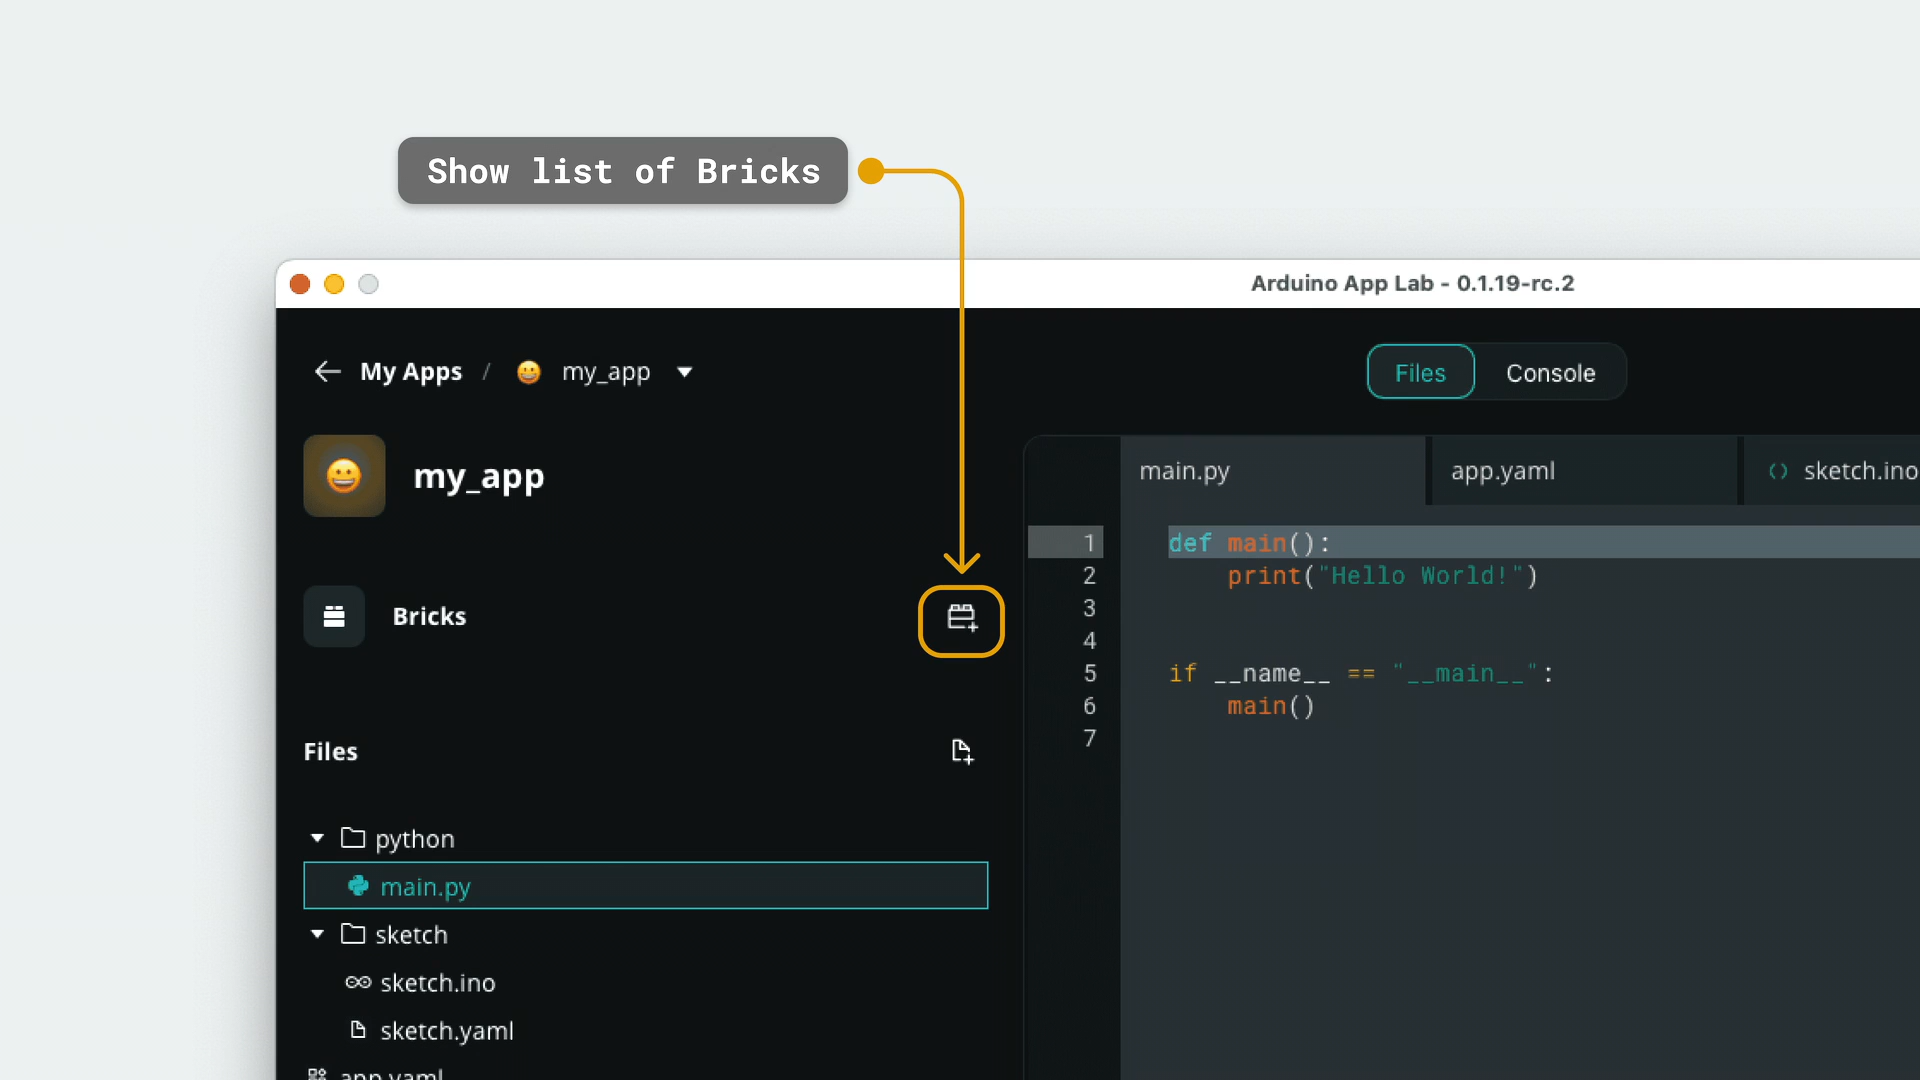 Show list of Bricks
Arduino App Lab - 0.1.19-rc.2
My Apps / my_app
Files Console
my_app
Bricks
Files
python
main.py
sketch
sketch.ino
sketch.yaml
app.yaml
main.py app.yaml sketch.ino
1 def main():
2 print("Hello World!")
3
4
5 if __name__ == "__main__":
6 main()
7